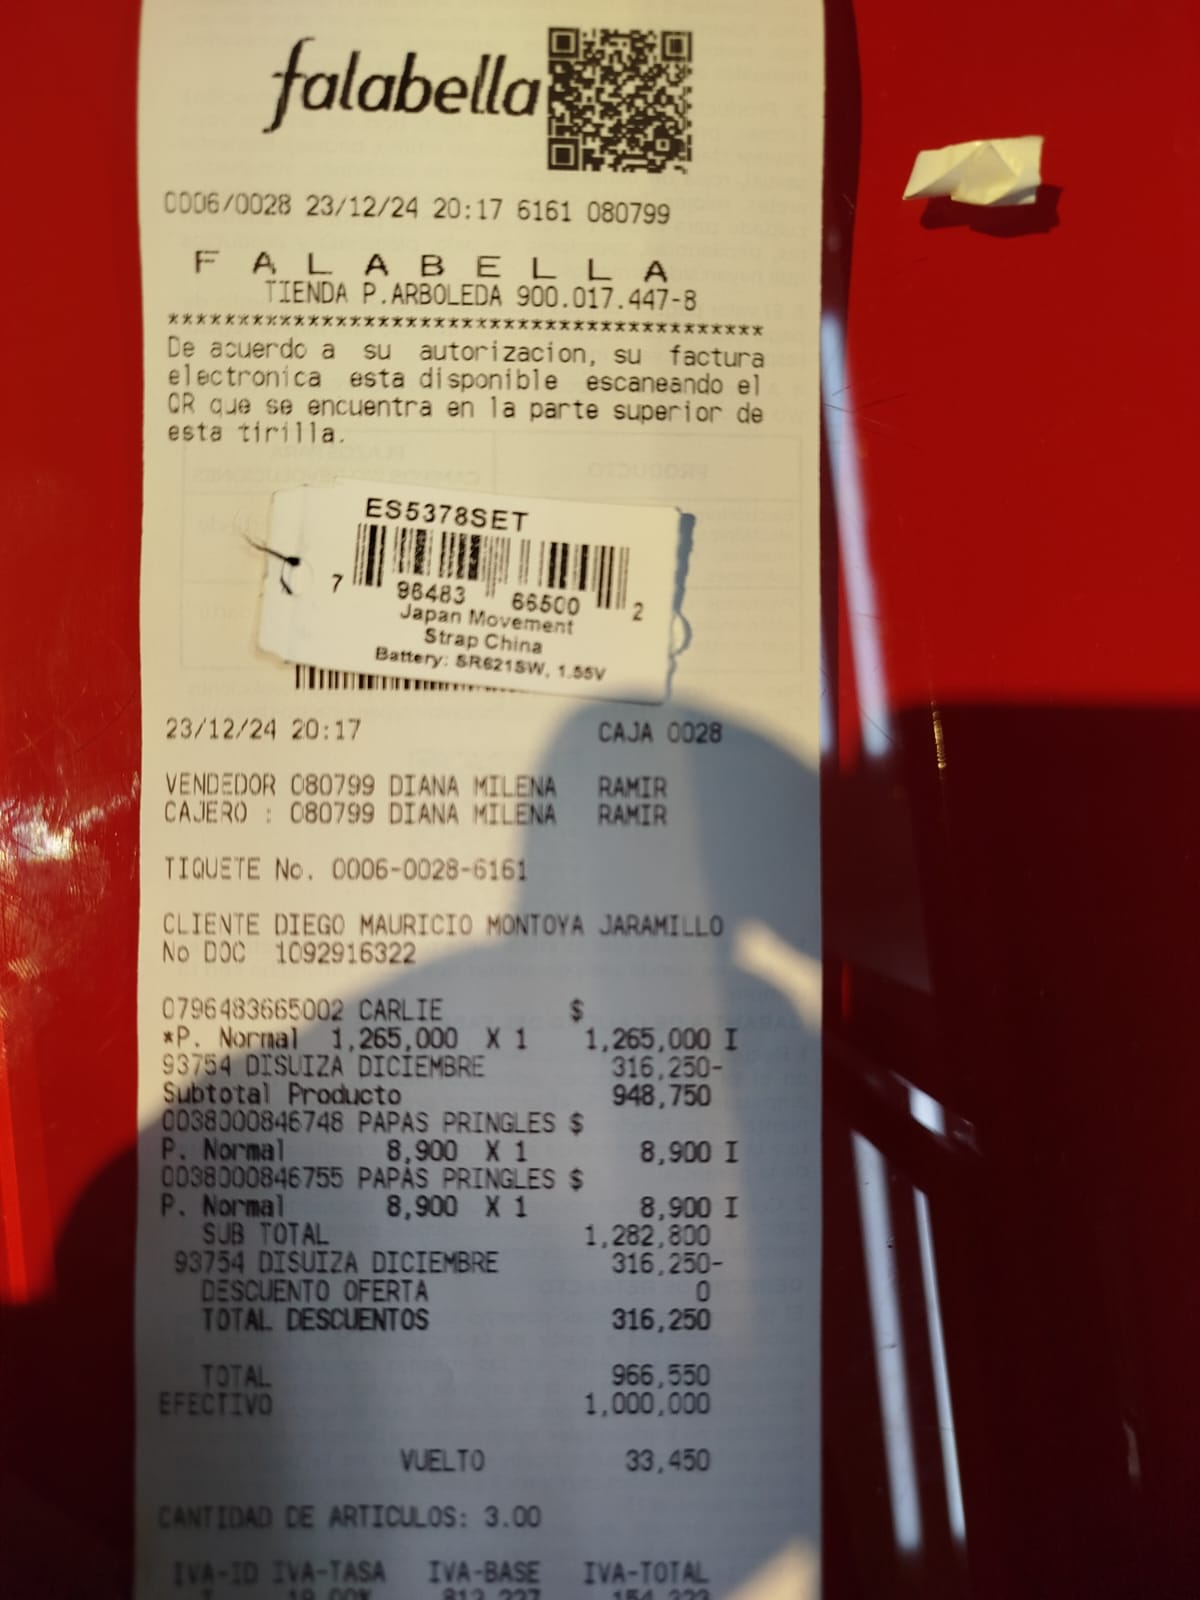 falabella
0006/0028 23/12/24 20:17 6161 080799
F A L A B E L L A
TIENDA P.ARBOLEDA 900.017.447-8
******************************************
De acuerdo a su autorizacion, su factura
electronica esta disponible escaneando el
QR que se encuentra en la parte superior de
esta tirilla.
ES5378SET
7 96483 66500 2
Japan Movement
Strap China
Battery: SR621SW, 1.55V
23/12/24 20:17 CAJA 0028
VENDEDOR 080799 DIANA MILENA RAMIR
CAJERO : 080799 DIANA MILENA RAMIR
TIQUETE No. 0006-0028-6161
CLIENTE DIEGO MAURICIO MONTOYA JARAMILLO
No DOC 1092916322
0796483665002 CARLIE $
*P. Normal 1,265,000 X 1 1,265,000 I
93754 DISUIZA DICIEMBRE 316,250-
Subtotal Producto 948,750
0038000846748 PAPAS PRINGLES $
P. Normal 8,900 X 1 8,900 I
0038000846755 PAPAS PRINGLES $
P. Normal 8,900 X 1 8,900 I
SUB TOTAL 1,282,800
93754 DISUIZA DICIEMBRE 316,250-
DESCUENTO OFERTA 0
TOTAL DESCUENTOS 316,250
TOTAL 966,550
EFECTIVO 1,000,000
VUELTO 33,450
CANTIDAD DE ARTICULOS: 3.00
IVA-ID IVA-TASA IVA-BASE IVA-TOTAL